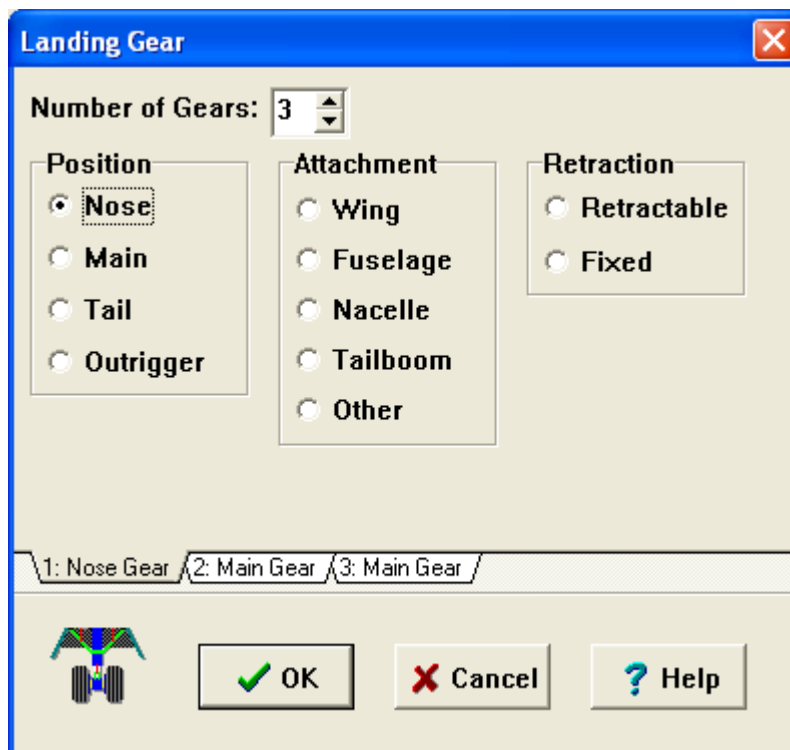 Landing Gear
Number of Gears: 3
Position
Nose
Main
Tail
Outrigger
Attachment
Wing
Fuselage
Nacelle
Tailboom
Other
Retraction
Retractable
Fixed
1: Nose Gear 2: Main Gear 3: Main Gear
OK Cancel ? Help